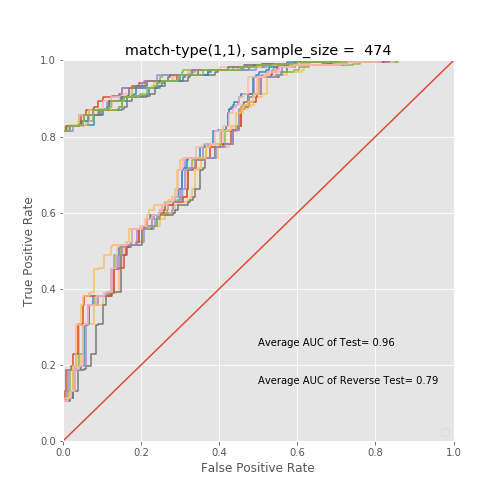 match-type(1,1), sample_size =  474
1.0
0.8
0.6
0.4
0.2
0.0
True Positive Rate
Average AUC of Test= 0.96
Average AUC of Reverse Test= 0.79
0.0 0.2 0.4 0.6 0.8 1.0
False Positive Rate